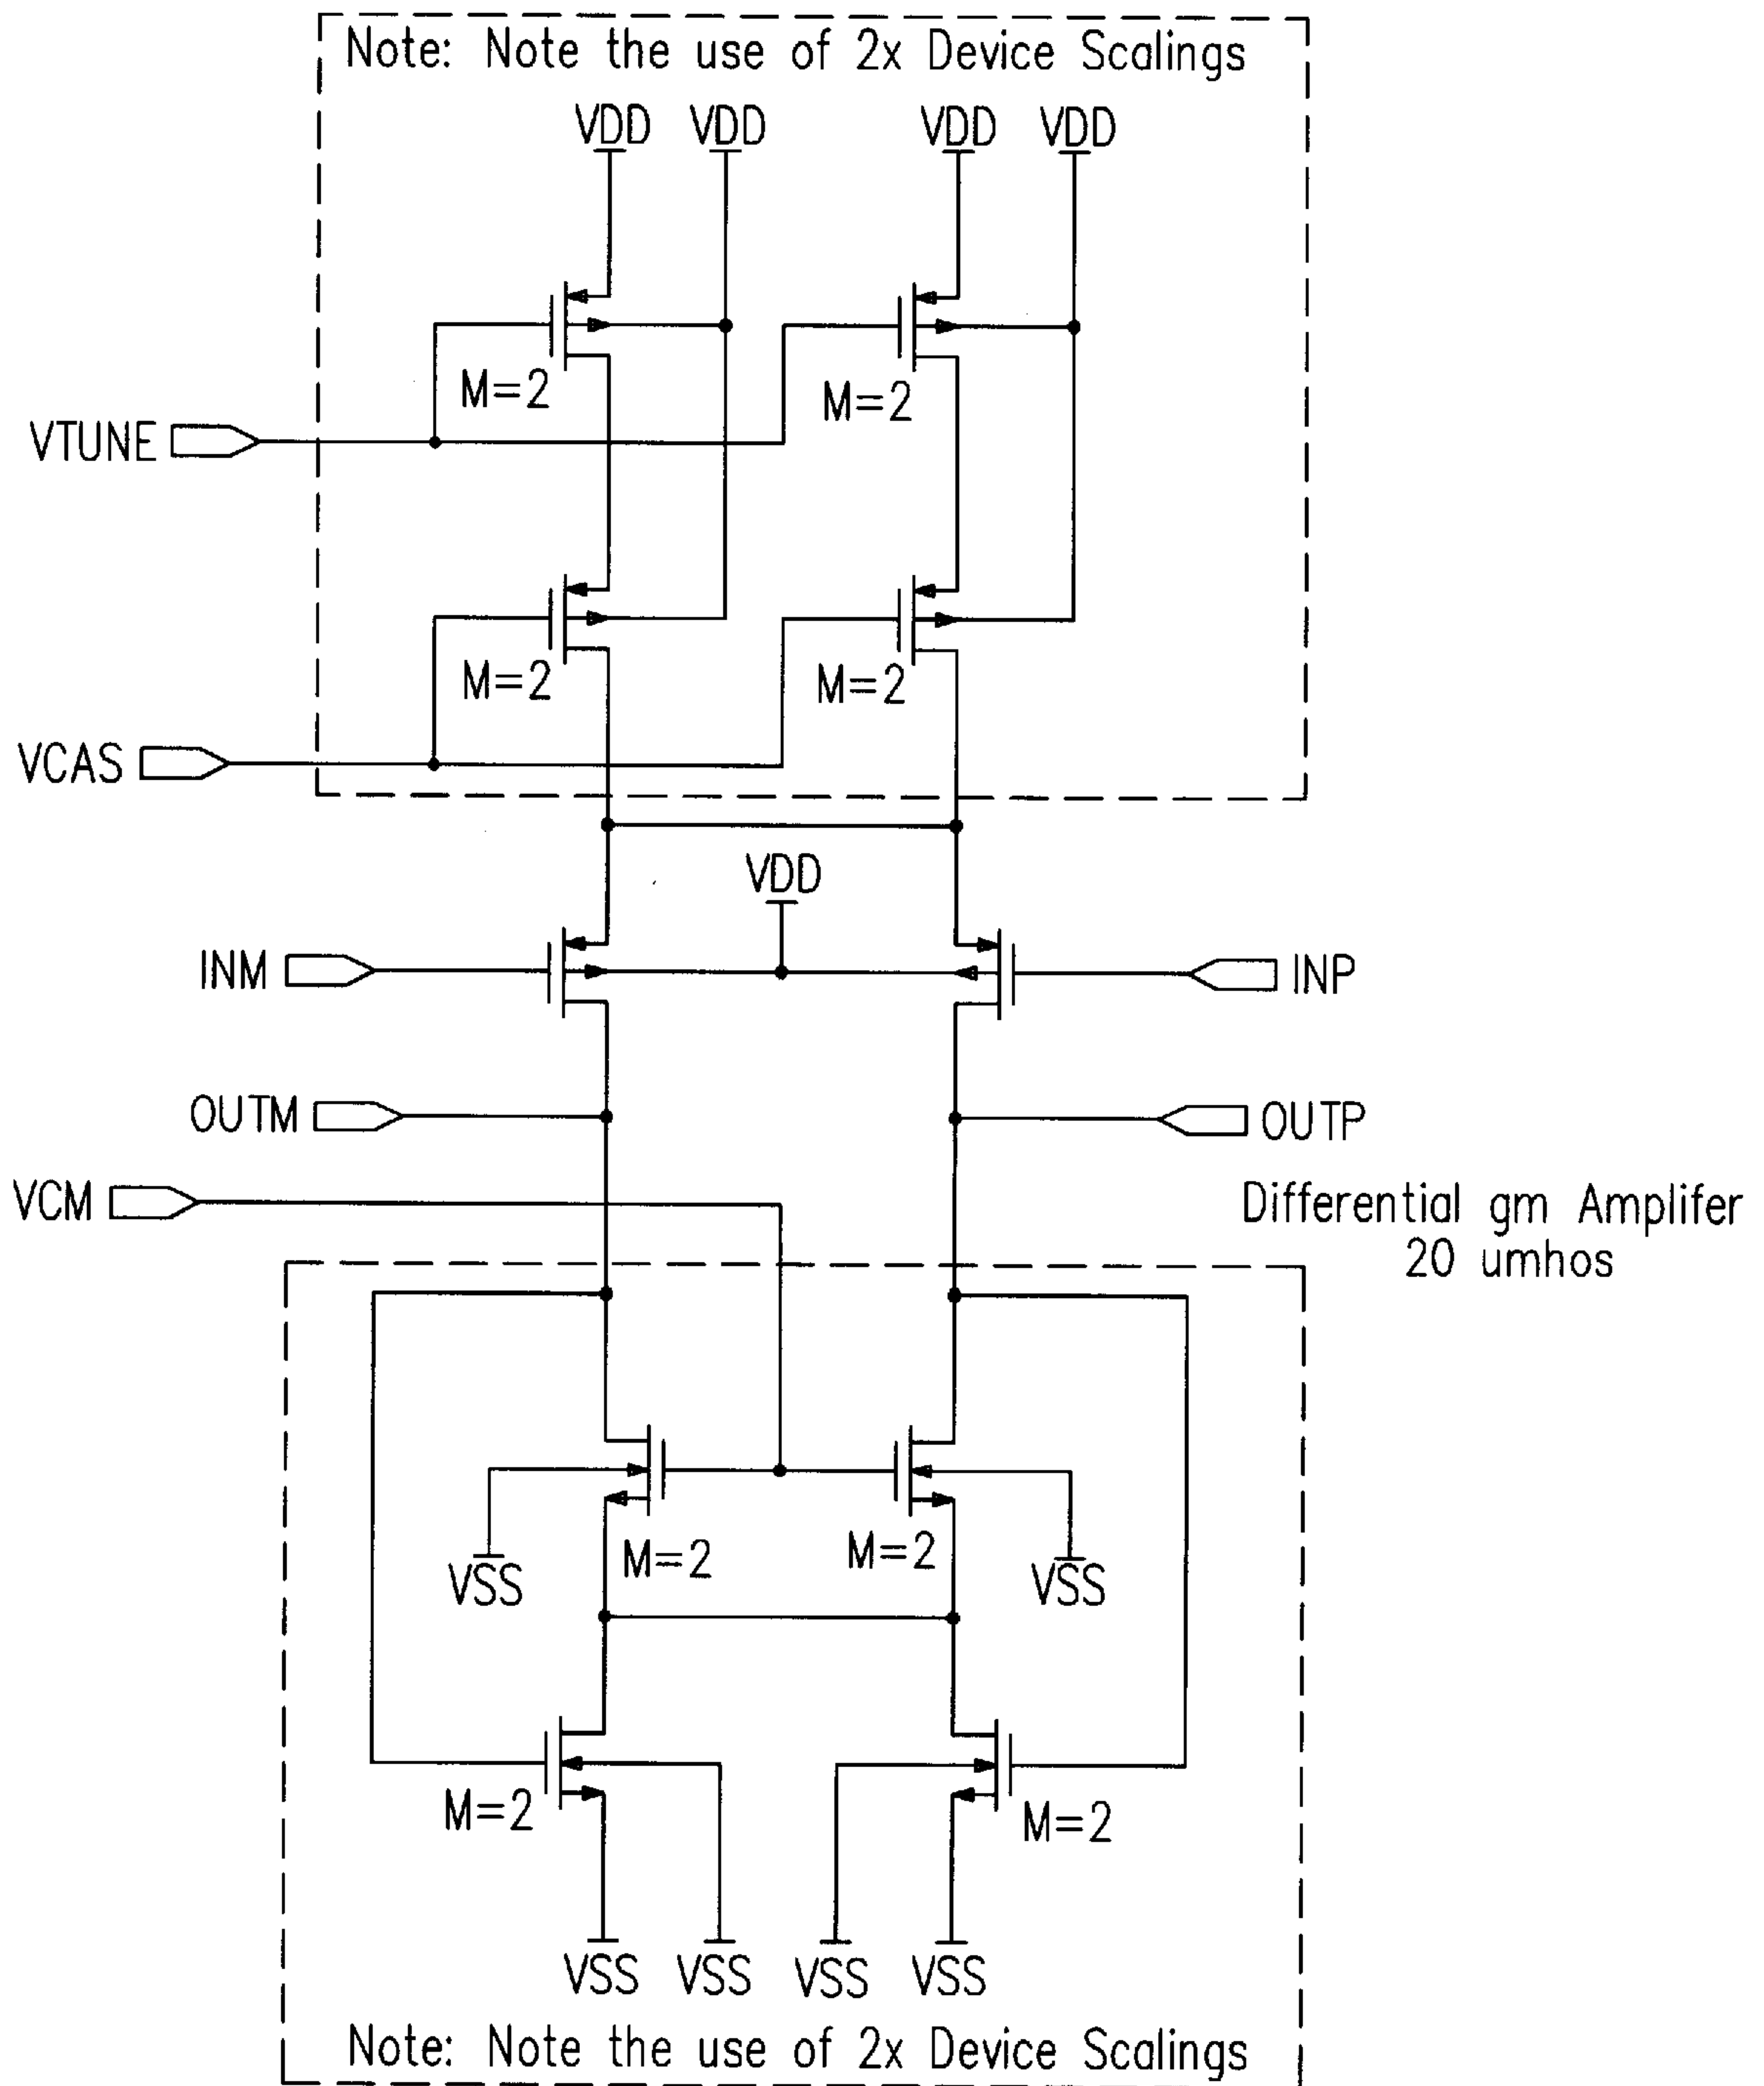 Note: Note the use of 2x Device Scalings
VDD VDD VDD VDD
M=2 M=2
VTUNE
M=2 M=2
VCAS
VDD
INM INP
OUTM OUTP
VCM
Differential gm Amplifer
20 umhos
M=2 M=2
VSS VSS
M=2 M=2
VSS VSS VSS VSS
Note: Note the use of 2x Device Scalings